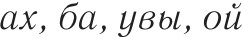 ах, ба, увы, ой